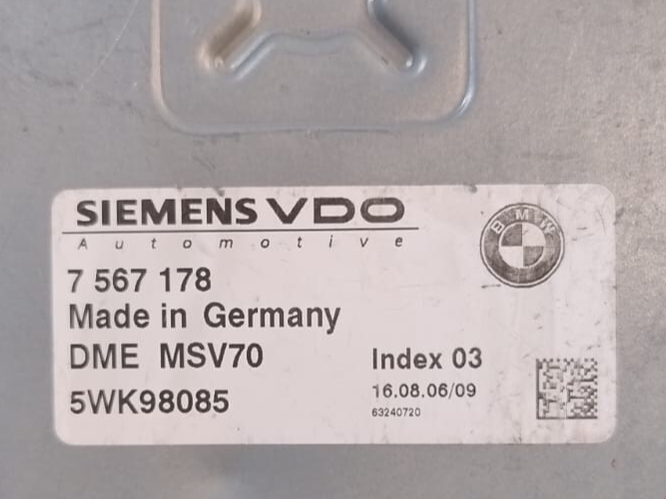 SIEMENS VDO
Automotive
BMW
7 567 178
Made in Germany
DME MSV70
Index 03
5WK98085
16.08.06/09
63240720